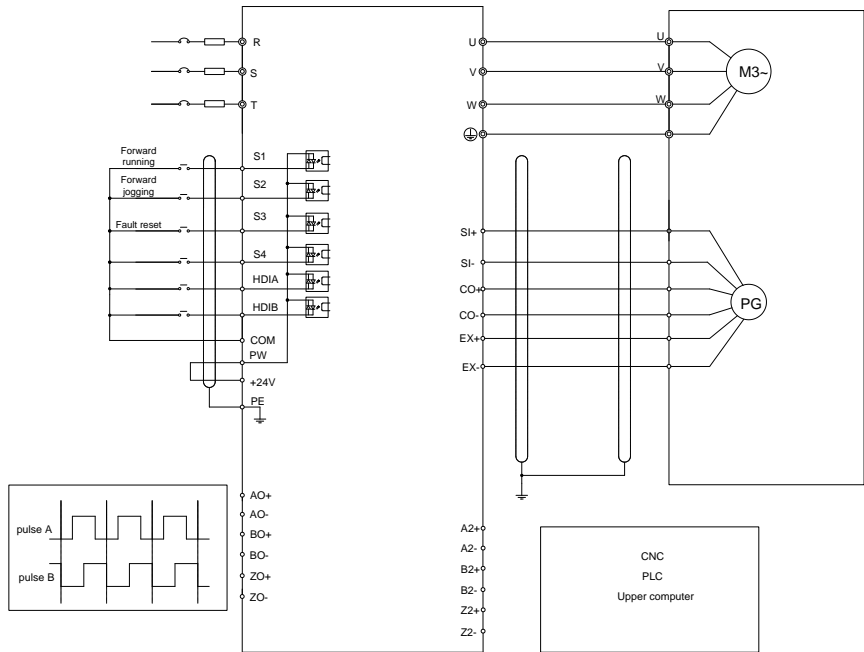 R
S
T
Forward
running
S1
Forward
jogging
S2
Fault reset
S3
S4
HDIA
HDIB
COM
PW
+24V
PE
U
V
W
U
V
W
M3~
SI+
SI-
CO+
CO-
EX+
EX-
PG
pulse A
pulse B
AO+
AO-
BO+
BO-
ZO+
ZO-
A2+
A2-
B2+
B2-
Z2+
Z2-
CNC
PLC
Upper computer